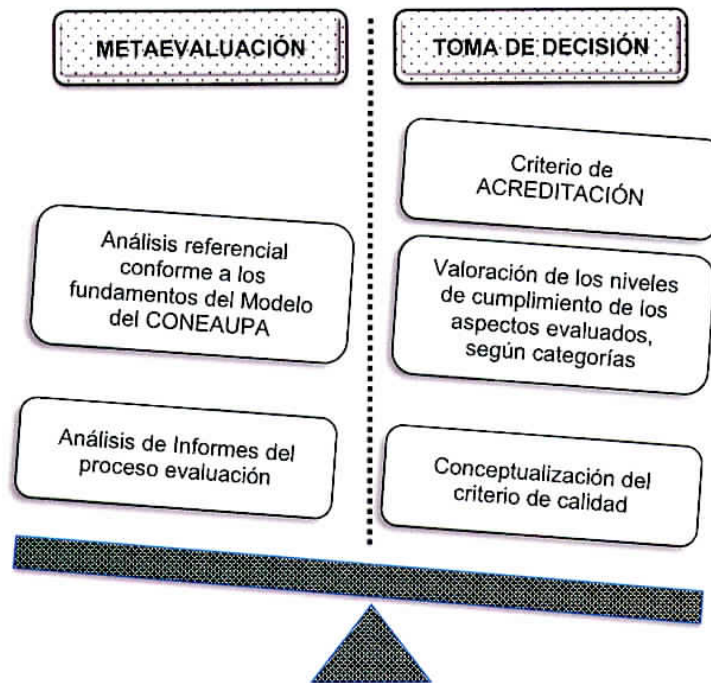 METAEVALUACIÓN
Análisis referencial
conforme a los
fundamentos del Modelo
del CONEAUPA
Análisis de Informes del
proceso evaluación
TOMA DE DECISIÓN
Criterio de
ACREDITACIÓN
Valoración de los niveles
de cumplimiento de los
aspectos evaluados,
según categorías
Conceptualización del
criterio de calidad